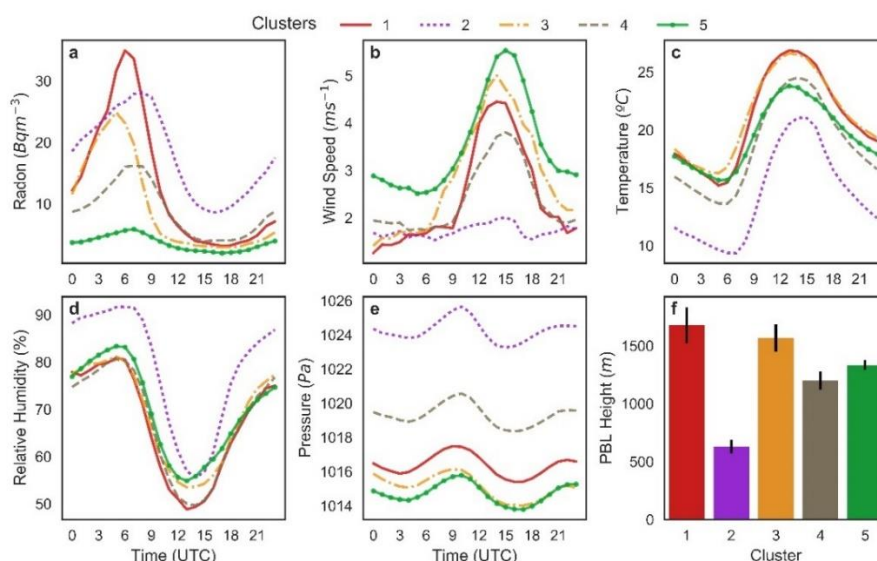 Clusters 1 2 3 4 5
a
Radon (Bqm⁻³)
30
20
10
0 3 6 9 12 15 18 21
b
Wind Speed (ms⁻¹)
5
4
3
2
0 3 6 9 12 15 18 21
c
Temperature (ºC)
25
20
15
10
0 3 6 9 12 15 18 21
d
Relative Humidity (%)
90
80
70
60
50
0 3 6 9 12 15 18 21
Time (UTC)
e
Pressure (Pa)
1026
1024
1022
1020
1018
1016
1014
0 3 6 9 12 15 18 21
Time (UTC)
f
PBL Height (m)
1500
1000
500
0
1 2 3 4 5
Cluster